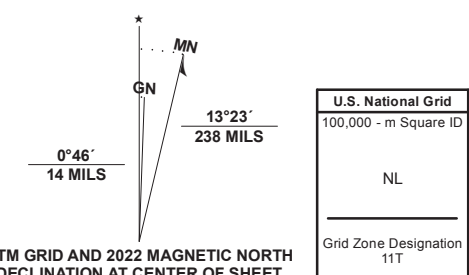 ★
MN
GN
13°23´
238 MILS
0°46´
14 MILS
TM GRID AND 2022 MAGNETIC NORTH
DECLINATION AT CENTER OF SHEET
U.S. National Grid
100,000 - m Square ID
NL
Grid Zone Designation
11T